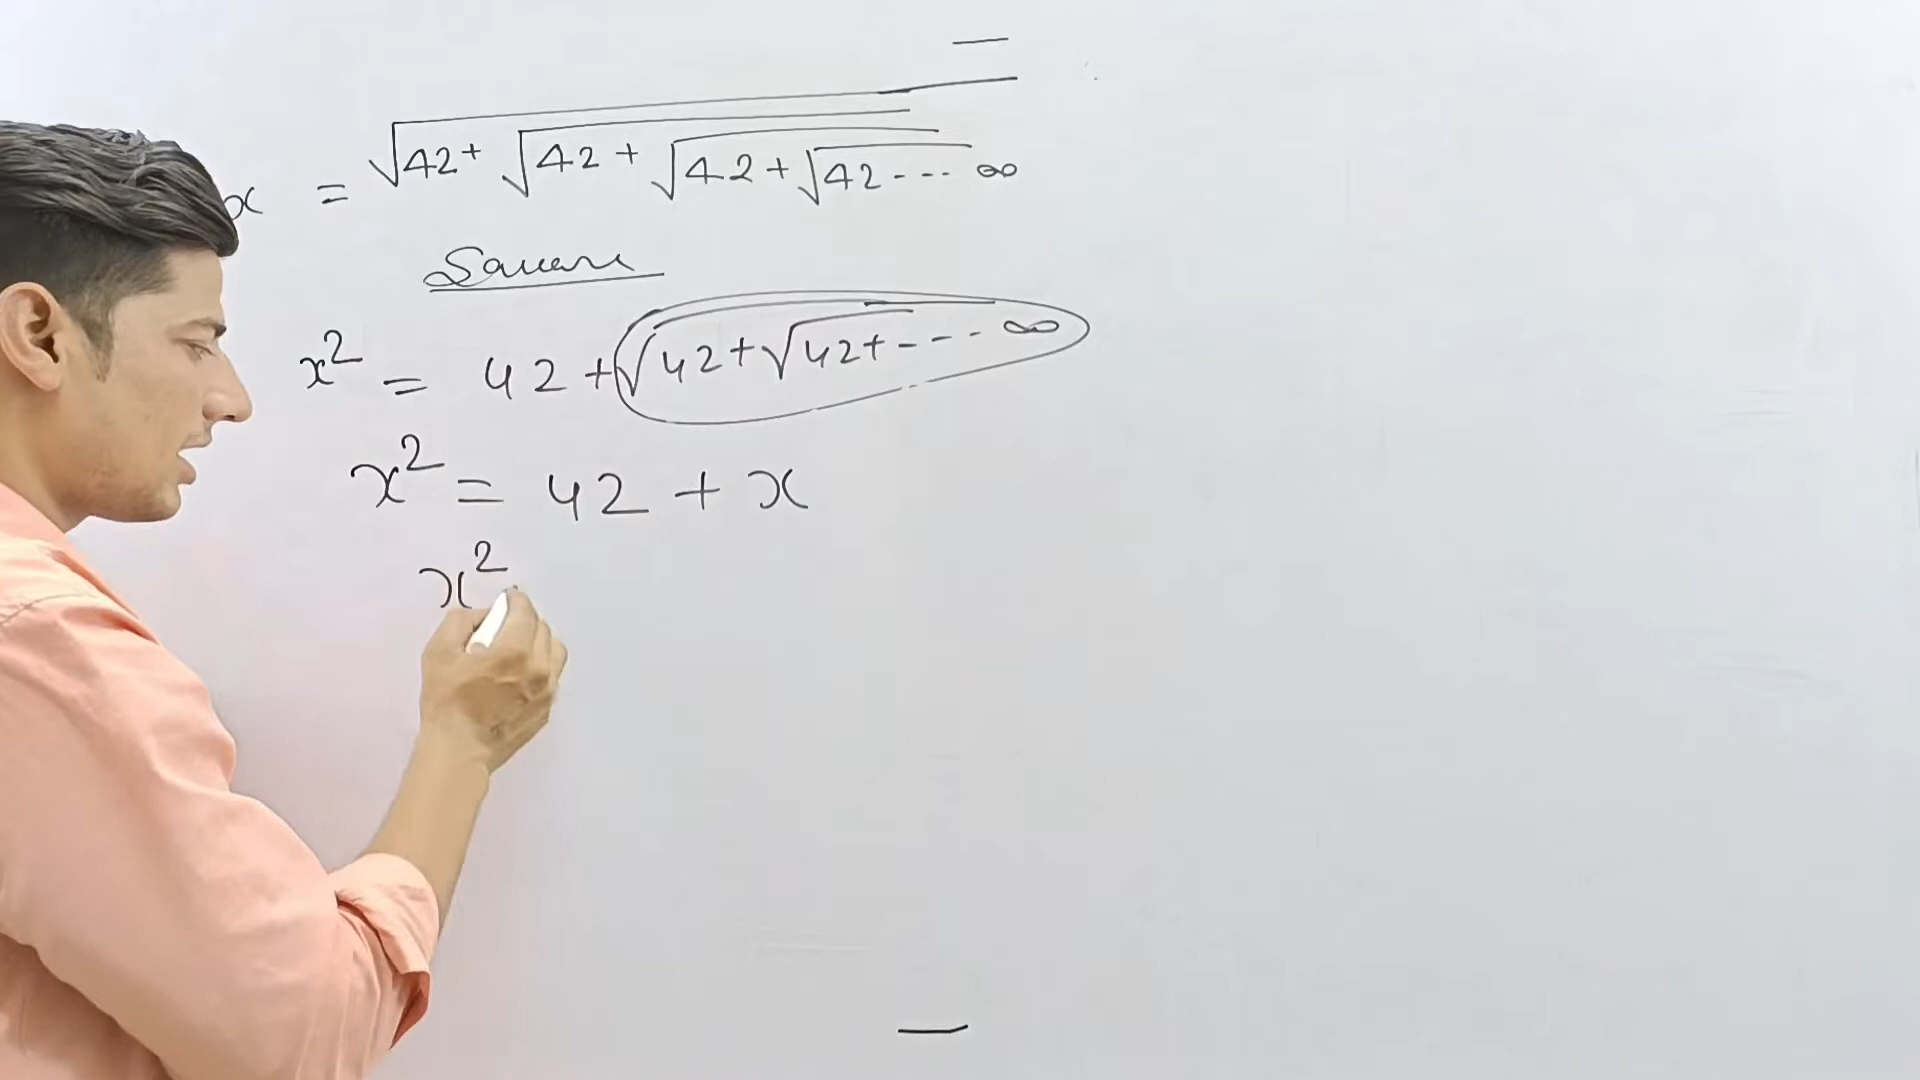 x = √42+√42+√42+√42--- ∞
Square
x² = 42+√42+√42+--- ∞
x² = 42 + x
x²